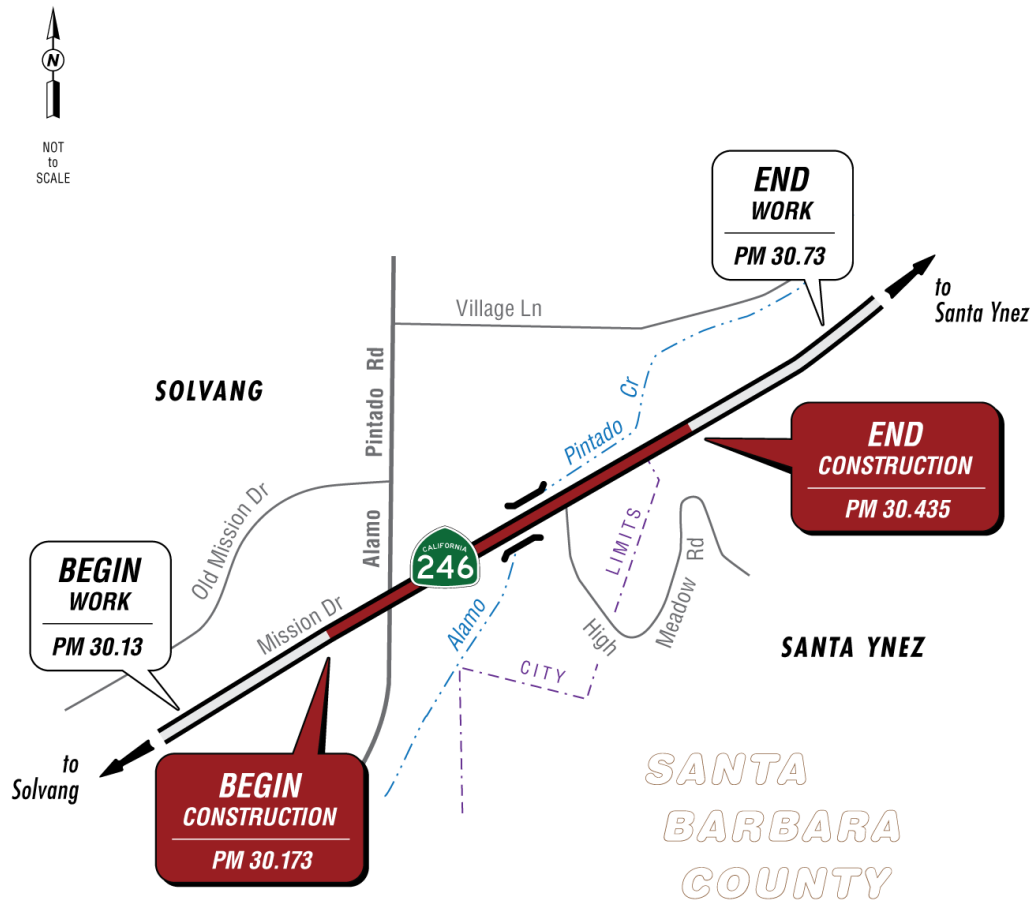 N
NOT
to
SCALE
END
WORK
PM 30.73
to
Santa Ynez
Village Ln
SOLVANG
Alamo Pintado Rd
Alamo Pintado Cr
END
CONSTRUCTION
PM 30.435
Old Mission Dr
CALIFORNIA
246
BEGIN
WORK
PM 30.13
Mission Dr
CITY LIMITS
High Meadow Rd
SANTA YNEZ
to
Solvang
BEGIN
CONSTRUCTION
PM 30.173
SANTA
BARBARA
COUNTY